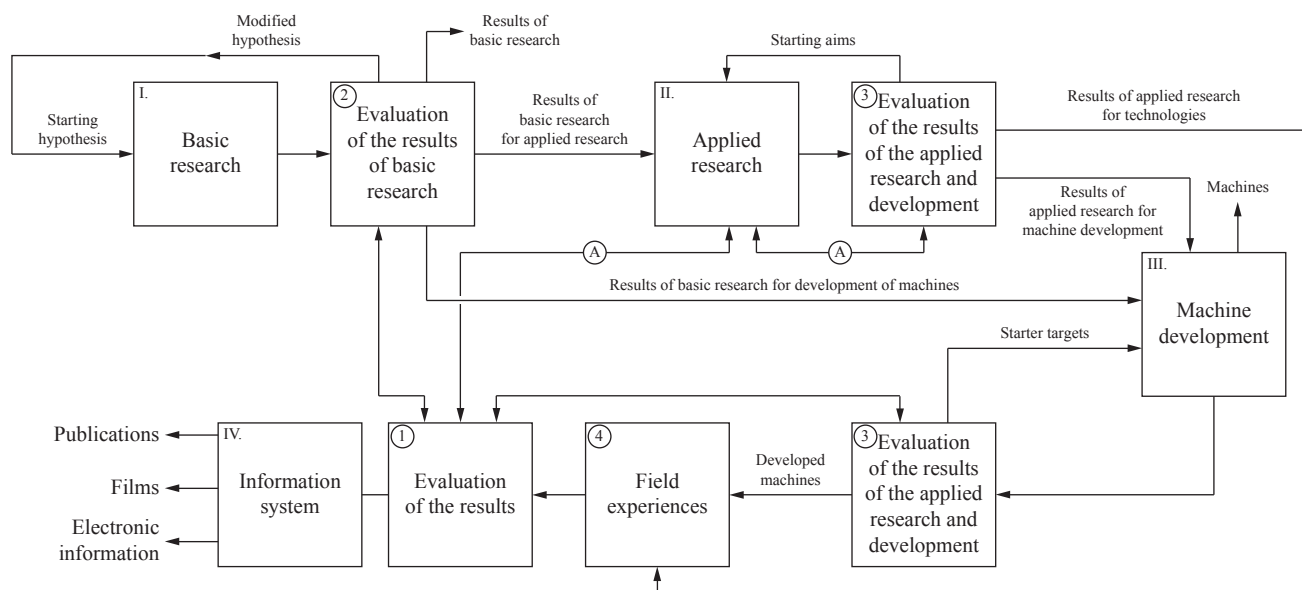 Modified
hypothesis
Results of
basic research
Starting aims
I.
Basic
research
Starting
hypothesis
2
Evaluation
of the results
of basic
research
Results of
basic research
for applied research
II.
Applied
research
3
Evaluation
of the results
of the applied
research and
development
Results of applied research
for technologies
Results of
applied research for
machine development
Machines
A
A
Results of basic research for development of machines
III.
Machine
development
Starter targets
Publications
Films
Electronic
information
IV.
Information
system
1
Evaluation
of the results
4
Field
experiences
Developed
machines
3
Evaluation
of the results
of the applied
research and
development